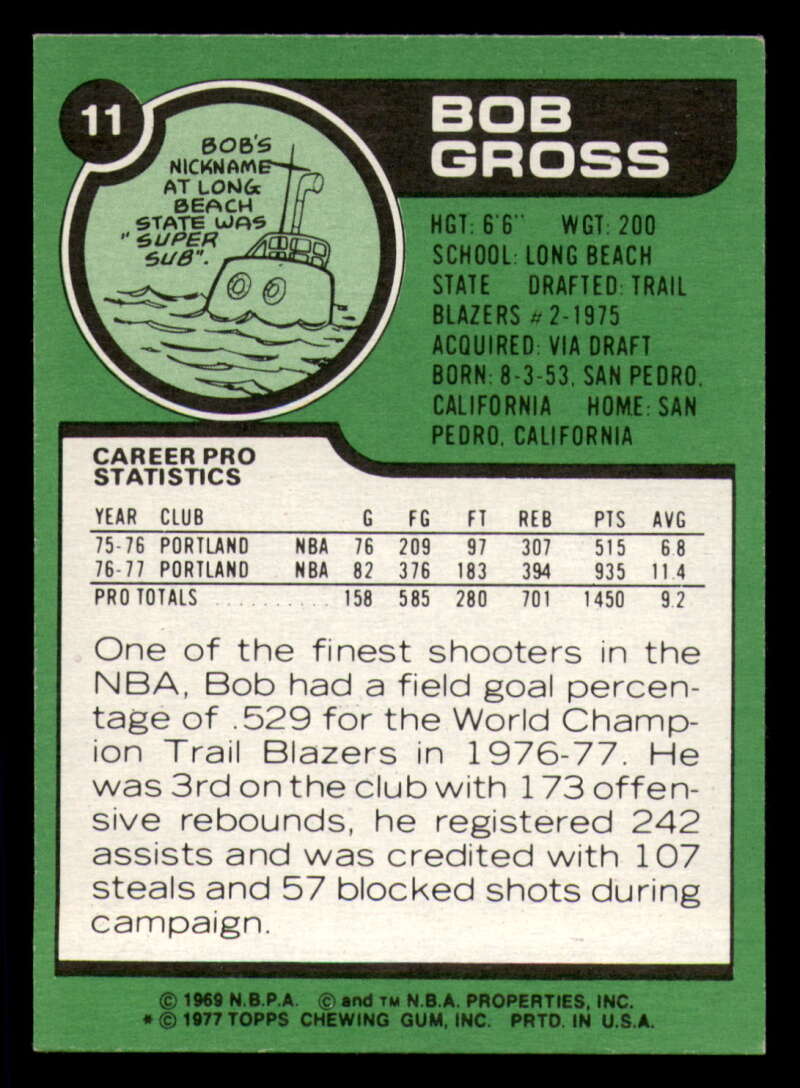 11
BOB'S
NICKNAME
AT LONG
BEACH
STATE WAS
"SUPER
SUB".
BOB
GROSS
HGT: 6'6" WGT: 200
SCHOOL: LONG BEACH
STATE DRAFTED: TRAIL
BLAZERS #2-1975
ACQUIRED: VIA DRAFT
BORN: 8-3-53, SAN PEDRO,
CALIFORNIA HOME: SAN
PEDRO, CALIFORNIA
CAREER PRO
STATISTICS
YEAR CLUB G FG FT REB PTS AVG
75-76 PORTLAND NBA 76 209 97 307 515 6.8
76-77 PORTLAND NBA 82 376 183 394 935 11.4
PRO TOTALS .......... 158 585 280 701 1450 9.2
One of the finest shooters in the
NBA, Bob had a field goal percen-
tage of .529 for the World Champ-
ion Trail Blazers in 1976-77. He
was 3rd on the club with 173 offen-
sive rebounds, he registered 242
assists and was credited with 107
steals and 57 blocked shots during
campaign.
© 1969 N.B.P.A. © and TM N.B.A. PROPERTIES, INC.
* © 1977 TOPPS CHEWING GUM, INC. PRTD. IN U.S.A.